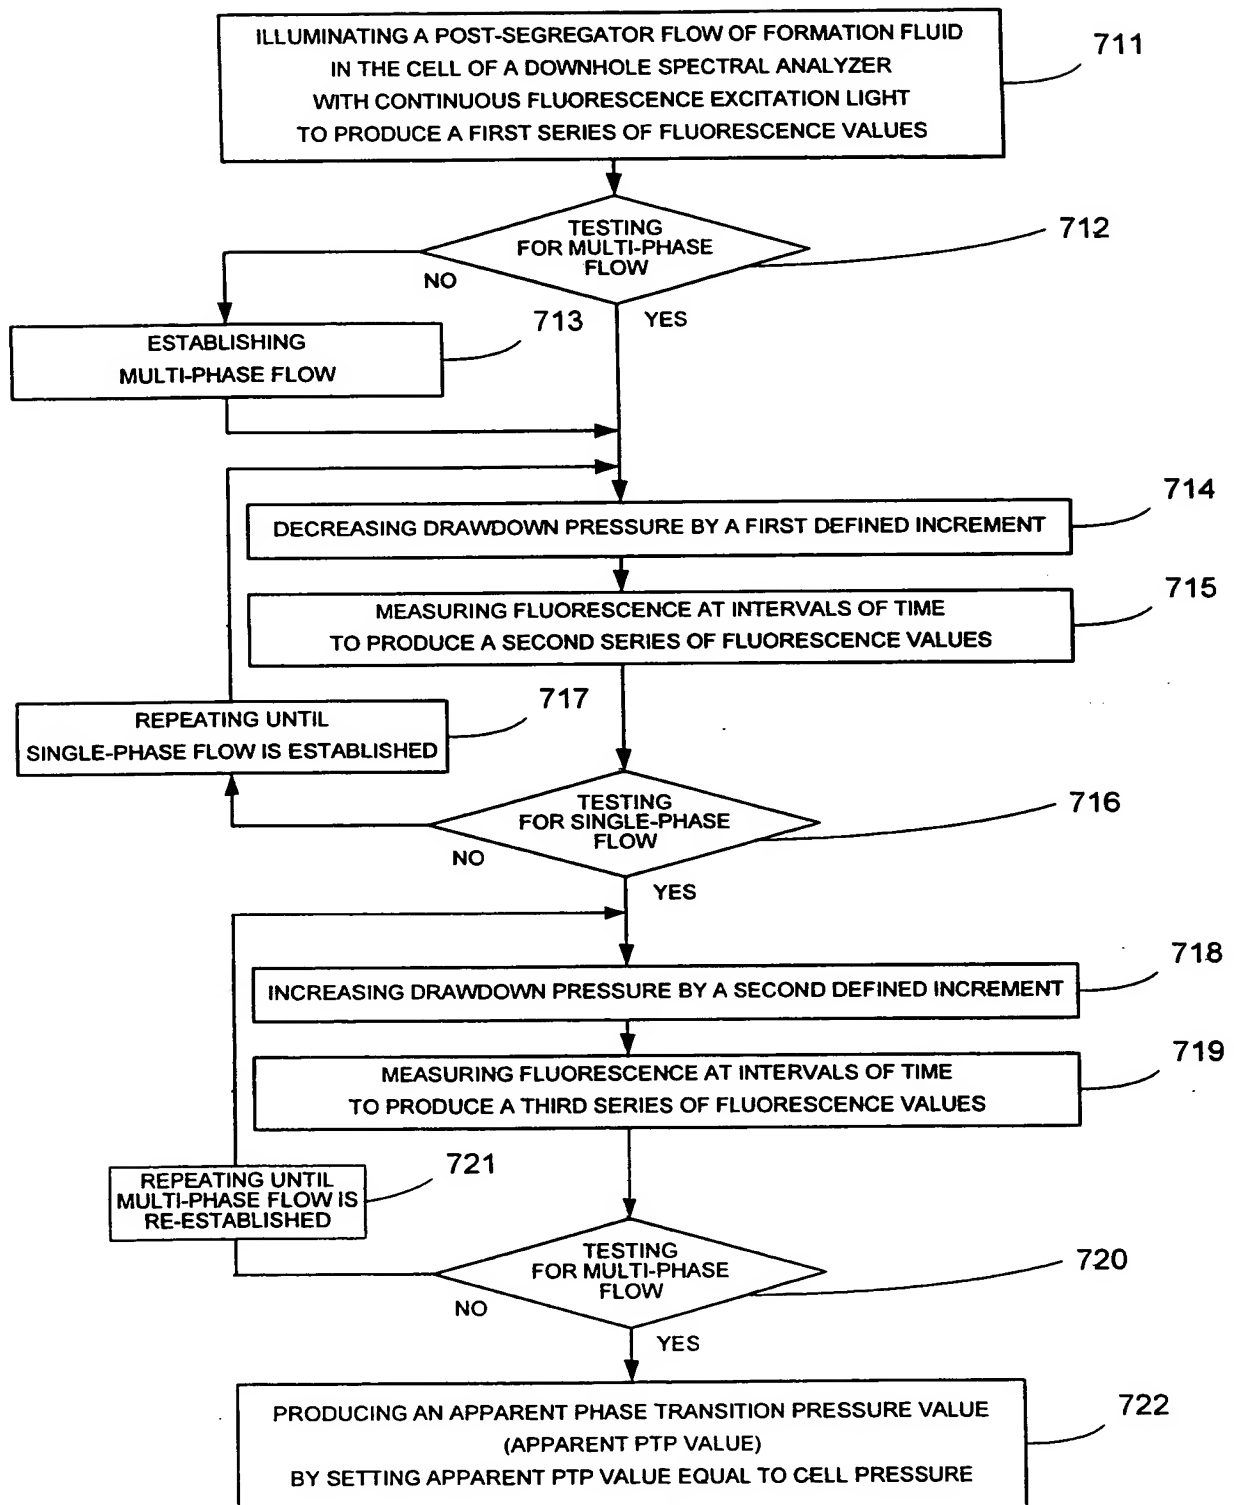 ILLUMINATING A POST-SEGREGATOR FLOW OF FORMATION FLUID
IN THE CELL OF A DOWNHOLE SPECTRAL ANALYZER
WITH CONTINUOUS FLUORESCENCE EXCITATION LIGHT
TO PRODUCE A FIRST SERIES OF FLUORESCENCE VALUES
711
TESTING
FOR MULTI-PHASE
FLOW
712
NO
YES
ESTABLISHING
MULTI-PHASE FLOW
713
DECREASING DRAWDOWN PRESSURE BY A FIRST DEFINED INCREMENT
714
MEASURING FLUORESCENCE AT INTERVALS OF TIME
TO PRODUCE A SECOND SERIES OF FLUORESCENCE VALUES
715
REPEATING UNTIL
SINGLE-PHASE FLOW IS ESTABLISHED
717
TESTING
FOR SINGLE-PHASE
FLOW
716
NO
YES
INCREASING DRAWDOWN PRESSURE BY A SECOND DEFINED INCREMENT
718
MEASURING FLUORESCENCE AT INTERVALS OF TIME
TO PRODUCE A THIRD SERIES OF FLUORESCENCE VALUES
719
REPEATING UNTIL
MULTI-PHASE FLOW IS
RE-ESTABLISHED
721
TESTING
FOR MULTI-PHASE
FLOW
720
NO
YES
PRODUCING AN APPARENT PHASE TRANSITION PRESSURE VALUE
(APPARENT PTP VALUE)
BY SETTING APPARENT PTP VALUE EQUAL TO CELL PRESSURE
722